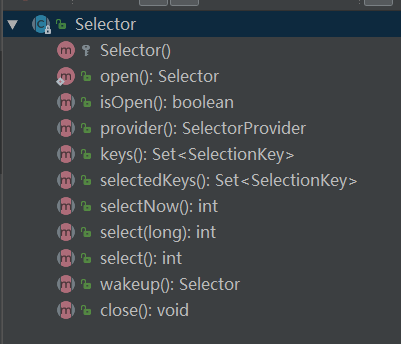 Selector
Selector()
open(): Selector
isOpen(): boolean
provider(): SelectorProvider
keys(): Set<SelectionKey>
selectedKeys(): Set<SelectionKey>
selectNow(): int
select(long): int
select(): int
wakeup(): Selector
close(): void